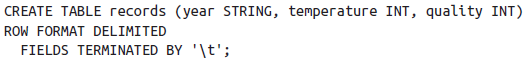 CREATE TABLE records (year STRING, temperature INT, quality INT)
ROW FORMAT DELIMITED
  FIELDS TERMINATED BY '\t';